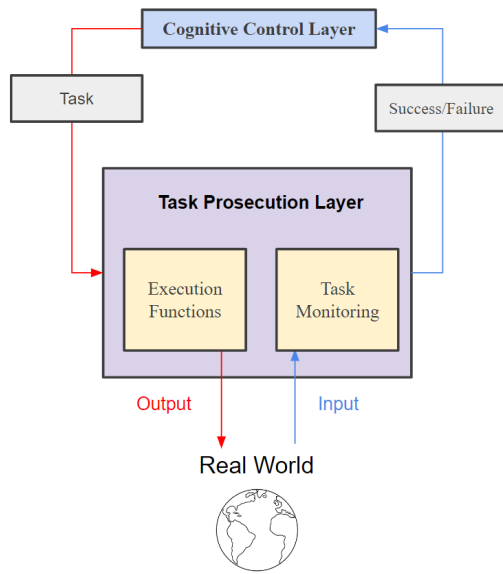 Cognitive Control Layer
Task
Success/Failure
Task Prosecution Layer
Execution
Functions
Task
Monitoring
Output
Input
Real World